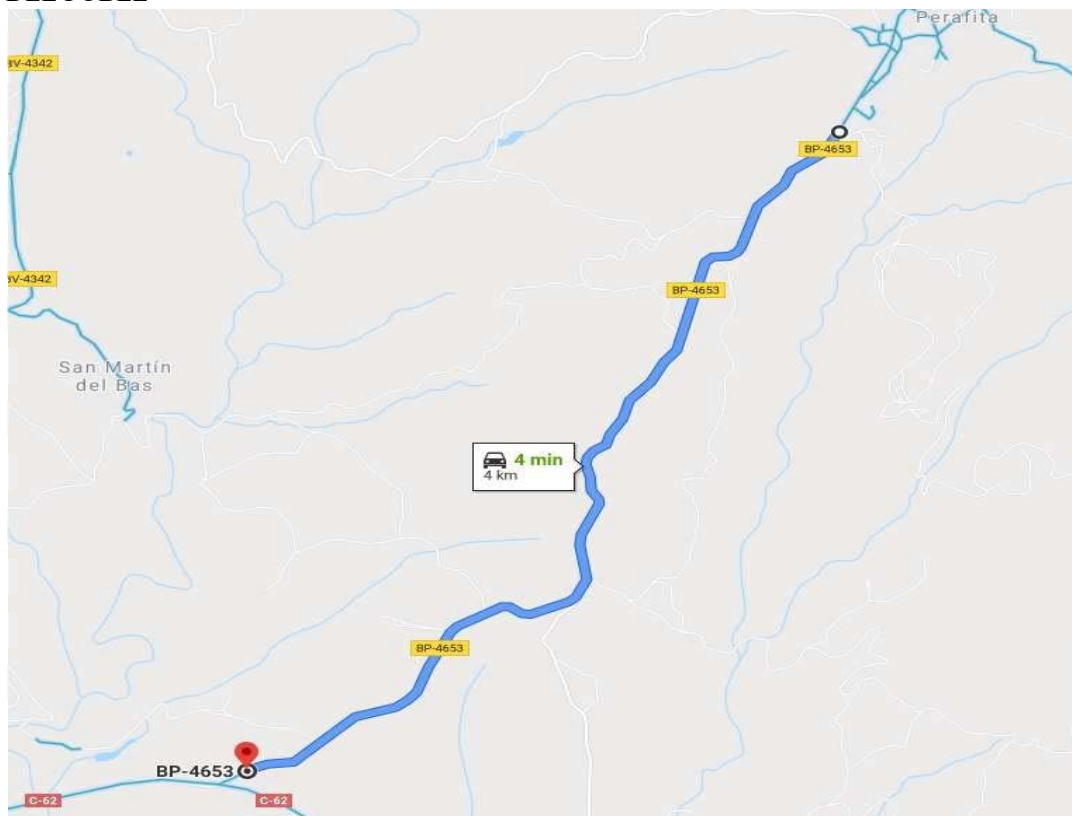 Perafita
BV-4342
BP-4653
BV-4342
BP-4653
San Martín
del Bas
4 min
4 km
BP-4653
BP-4653
C-62
C-62